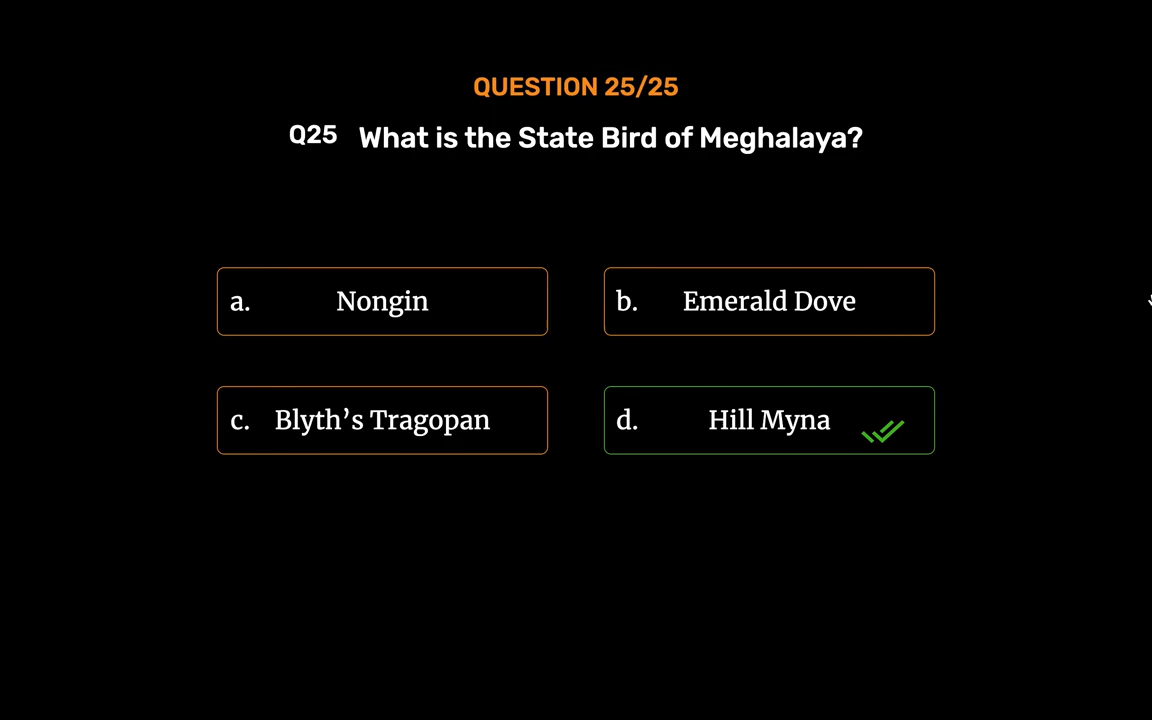 QUESTION 25/25
Q25 What is the State Bird of Meghalaya?
a. Nongin
b. Emerald Dove
c. Blyth’s Tragopan
d. Hill Myna